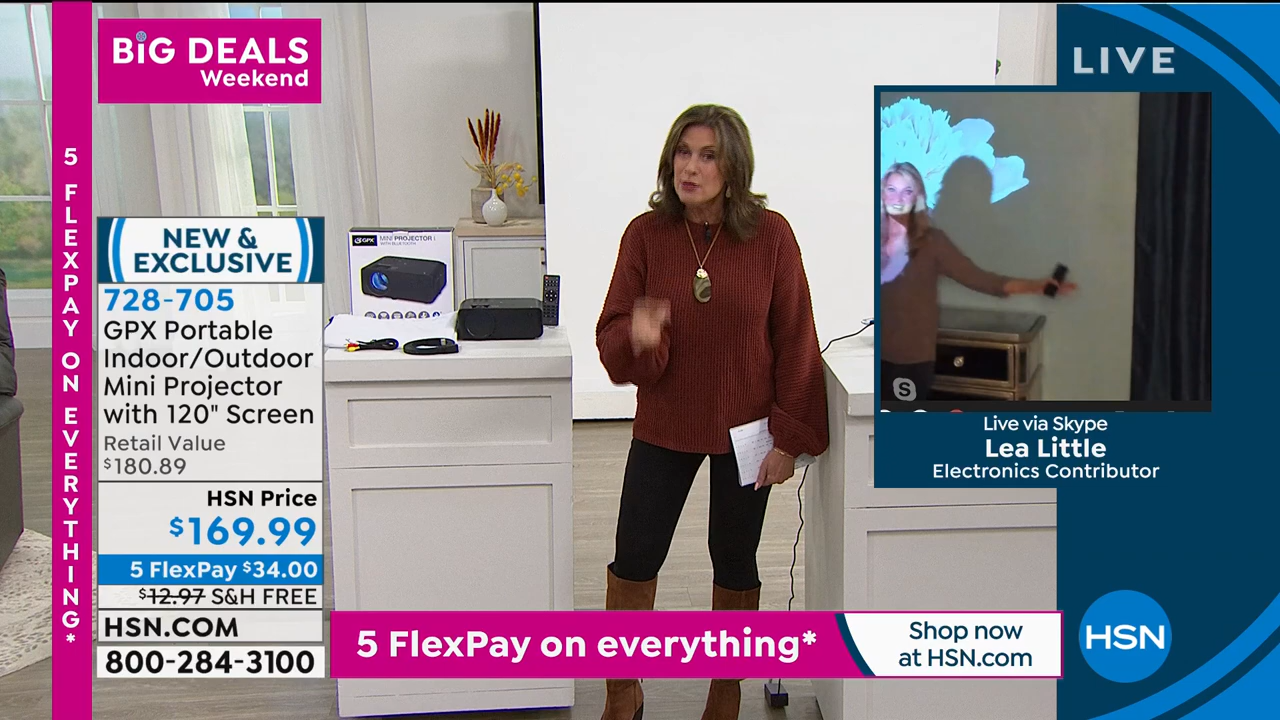 BiG DEALS
Weekend
5 FLEXPAY ON EVERYTHING*
NEW &
EXCLUSIVE
728-705
GPX Portable
Indoor/Outdoor
Mini Projector
with 120" Screen
Retail Value
$180.89
HSN Price
$169.99
5 FlexPay $34.00
$12.97 S&H FREE
HSN.COM
800-284-3100
GPX
MINI PROJECTOR
WITH BLUETOOTH
LIVE
Live via Skype
Lea Little
Electronics Contributor
5 FlexPay on everything*
Shop now
at HSN.com
HSN